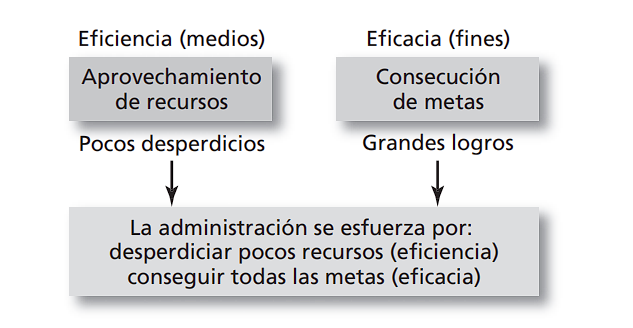 Eficiencia (medios)
Aprovechamiento
de recursos
Pocos desperdicios
Eficacia (fines)
Consecución
de metas
Grandes logros
La administración se esfuerza por:
desperdiciar pocos recursos (eficiencia)
conseguir todas las metas (eficacia)